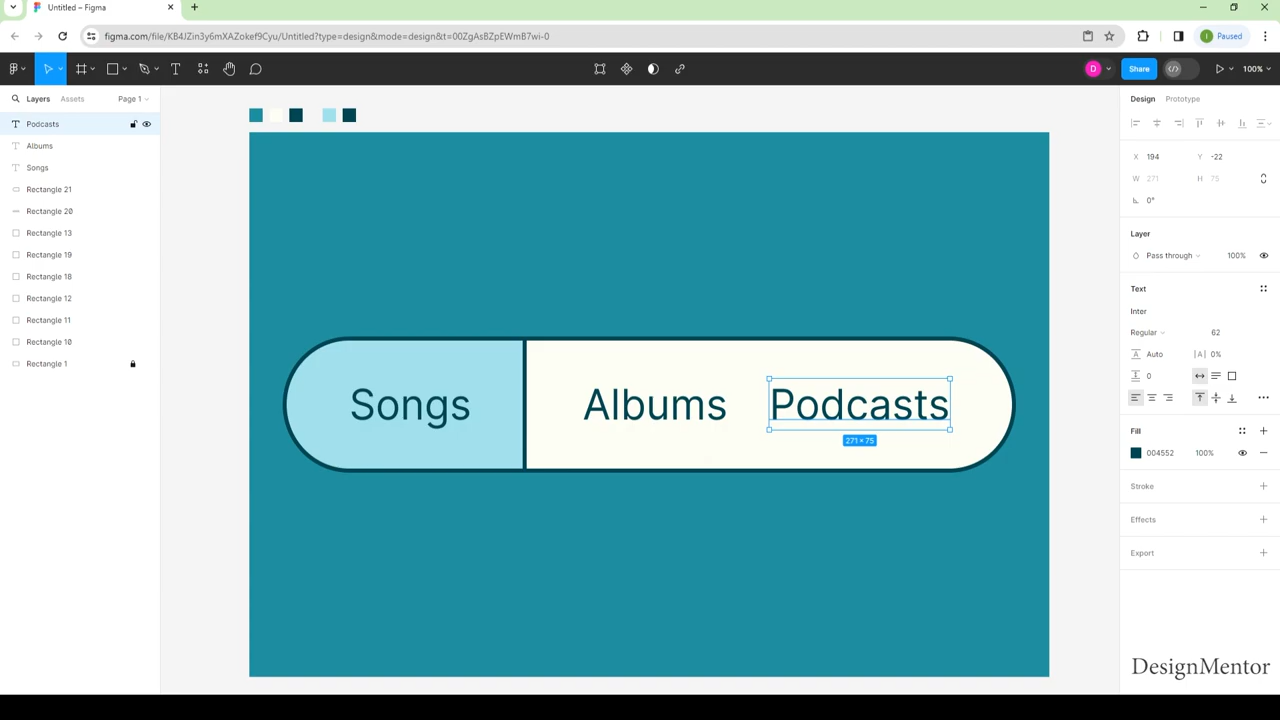 Untitled – Figma
figma.com/file/KB4JZin3y6mXAZokef9Cyu/Untitled?type=design&mode=design&t=00ZgAsBZpEWmB7wi-0
Paused
D
Share
100%
Layers
Assets
Page 1
Podcasts
Albums
Songs
Rectangle 21
Rectangle 20
Rectangle 13
Rectangle 19
Rectangle 18
Rectangle 12
Rectangle 11
Rectangle 10
Rectangle 1
Songs
Albums
Podcasts
271 × 75
Design
Prototype
X 194 Y -22
W 271 H 75
0°
Layer
Pass through 100%
Text
Inter
Regular 62
Auto |A| 0%
0
Fill
004552 100%
Stroke
Effects
Export
DesignMentor